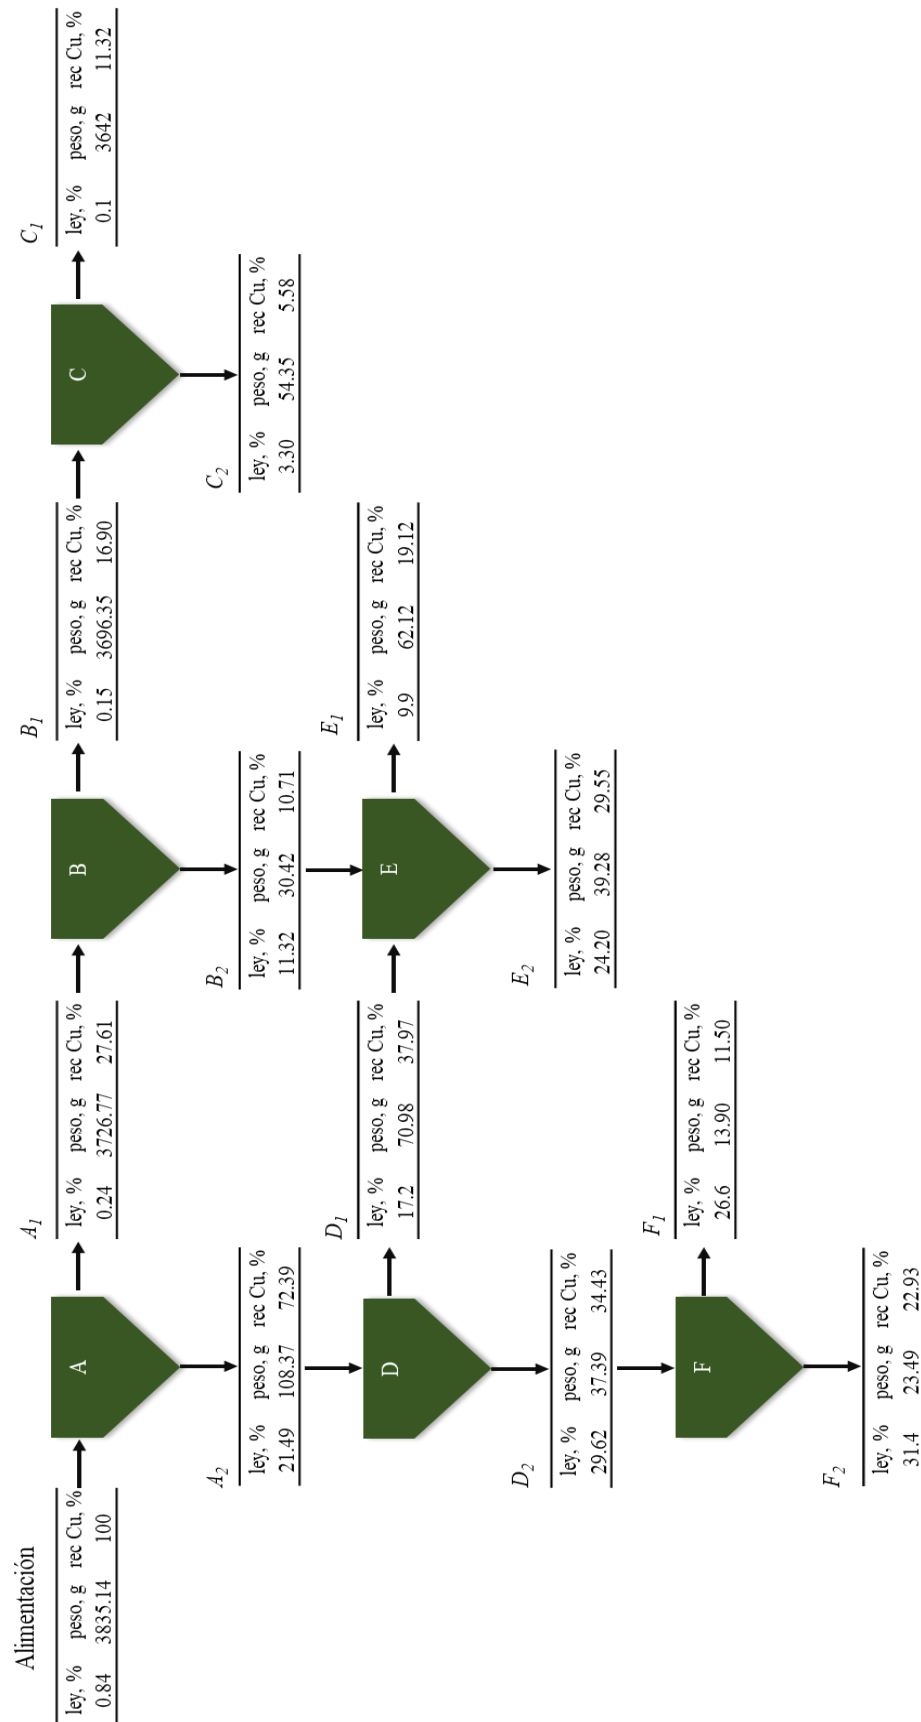 Alimentación
ley, % peso, g rec Cu, %
0.84 3835.14 100
A
A1
ley, % peso, g rec Cu, %
0.24 3726.77 27.61
B
B1
ley, % peso, g rec Cu, %
0.15 3696.35 16.90
C
C1
ley, % peso, g rec Cu, %
0.1 3642 11.32
A2
ley, % peso, g rec Cu, %
21.49 108.37 72.39
B2
ley, % peso, g rec Cu, %
11.32 30.42 10.71
C2
ley, % peso, g rec Cu, %
3.30 54.35 5.58
D
D1
ley, % peso, g rec Cu, %
17.2 70.98 37.97
E
E1
ley, % peso, g rec Cu, %
9.9 62.12 19.12
D2
ley, % peso, g rec Cu, %
29.62 37.39 34.43
E2
ley, % peso, g rec Cu, %
24.20 39.28 29.55
F
F1
ley, % peso, g rec Cu, %
26.6 13.90 11.50
F2
ley, % peso, g rec Cu, %
31.4 23.49 22.93